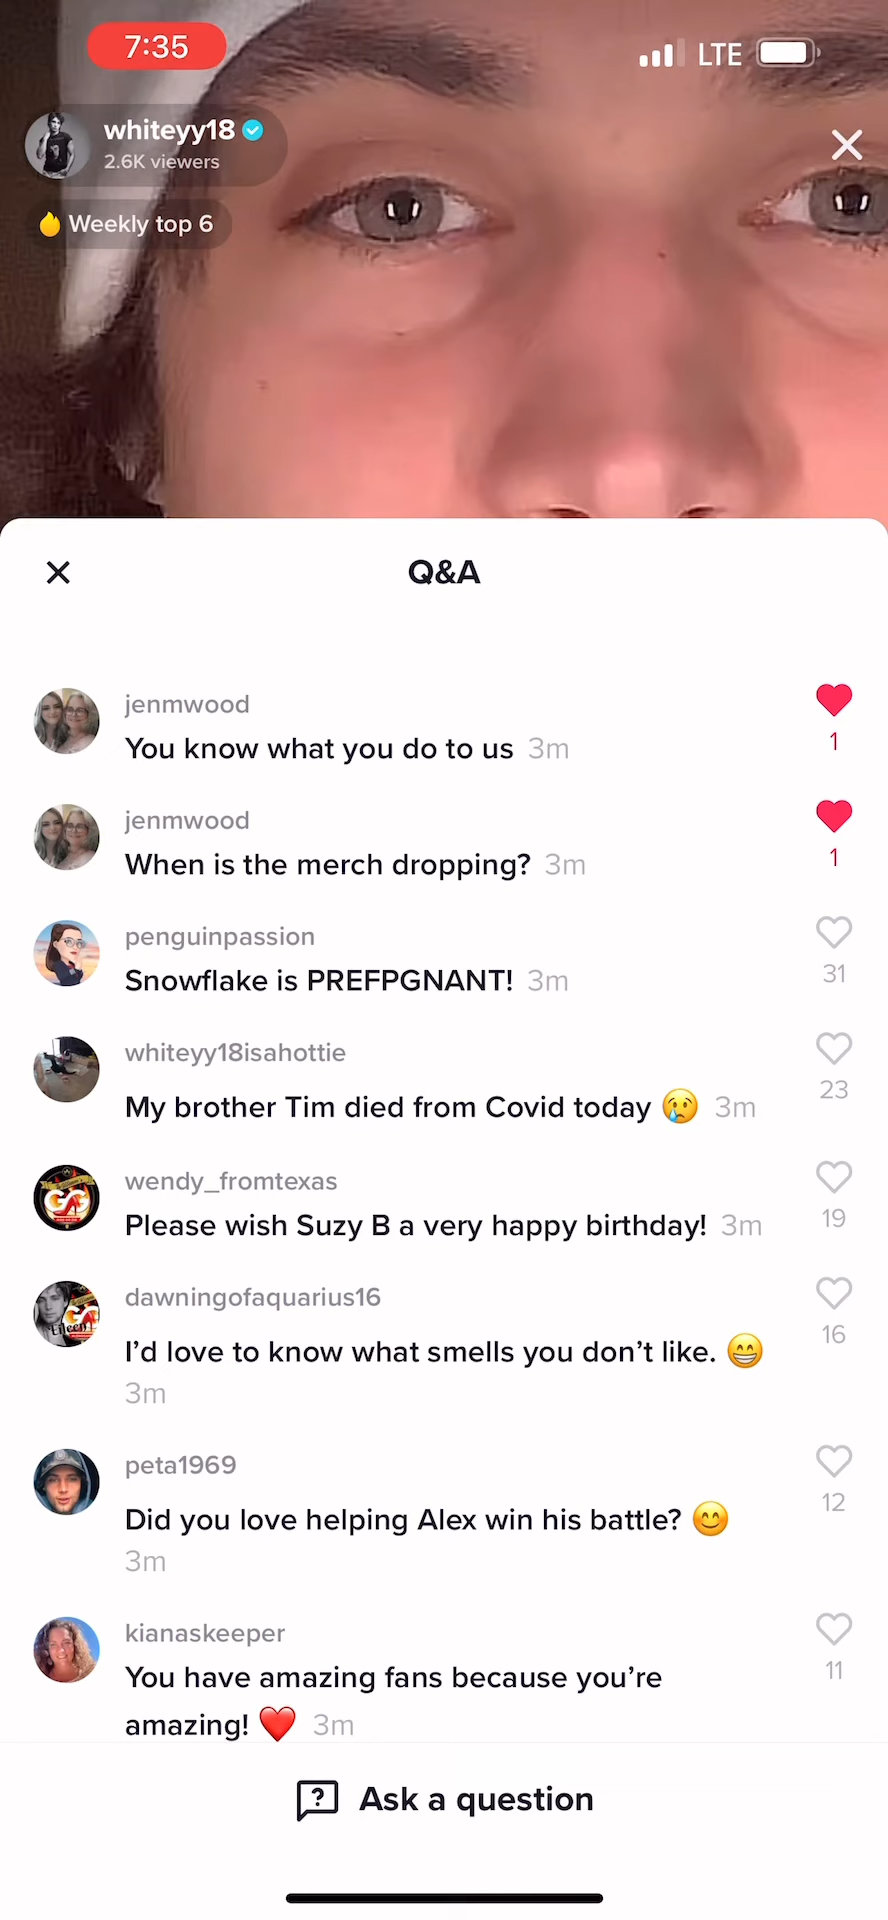 7:35
LTE
whiteyy18
2.6K viewers
Weekly top 6
Q&A
jenmwood
You know what you do to us 3m
1
jenmwood
When is the merch dropping? 3m
1
penguinpassion
Snowflake is PREFPGNANT! 3m
31
whiteyy18isahottie
My brother Tim died from Covid today 😢 3m
23
wendy_fromtexas
Please wish Suzy B a very happy birthday! 3m
19
dawningofaquarius16
I'd love to know what smells you don't like. 😁
3m
16
peta1969
Did you love helping Alex win his battle? 😊
3m
12
kianaskeeper
You have amazing fans because you're
amazing! ❤️ 3m
11
Ask a question